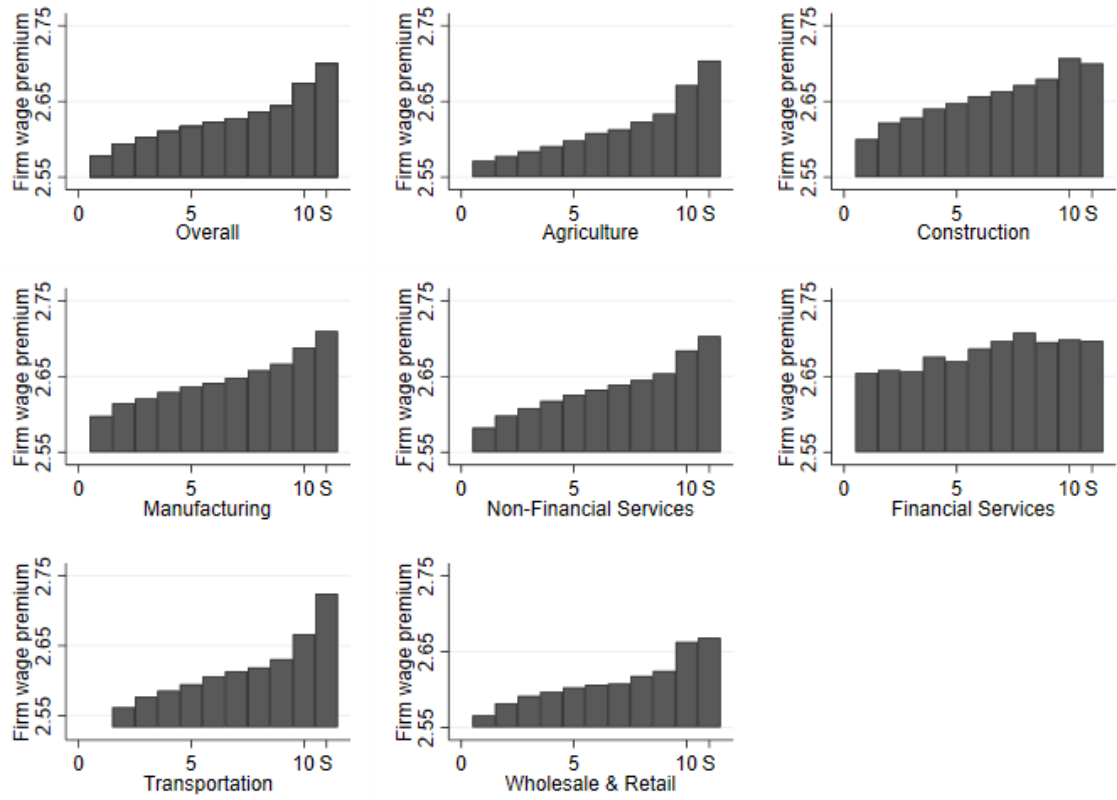 Firm wage premium
2.55 2.65 2.75
0 5 10 S
Overall
Firm wage premium
2.55 2.65 2.75
0 5 10 S
Agriculture
Firm wage premium
2.55 2.65 2.75
0 5 10 S
Construction
Firm wage premium
2.55 2.65 2.75
0 5 10 S
Manufacturing
Firm wage premium
2.55 2.65 2.75
0 5 10 S
Non-Financial Services
Firm wage premium
2.55 2.65 2.75
0 5 10 S
Financial Services
Firm wage premium
2.55 2.65 2.75
0 5 10 S
Transportation
Firm wage premium
2.55 2.65 2.75
0 5 10 S
Wholesale & Retail